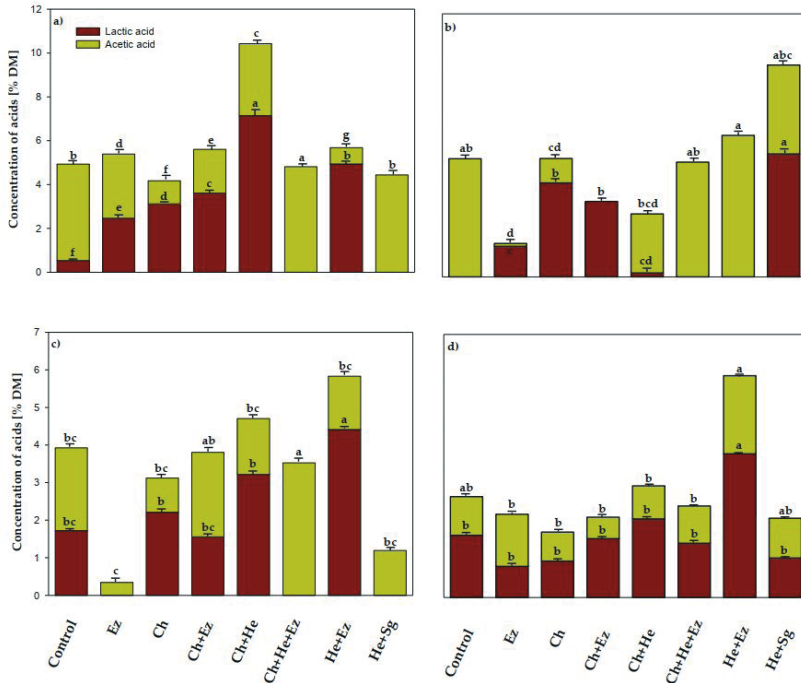 a)
Lactic acid
Acetic acid
Concentration of acids [% DM]
12
10
8
6
4
2
0
b
f
d
e
f
d
e
c
c
a
a
g
b
b
b)
ab
d
cd
b
b
bcd
cd
ab
a
abc
a
c)
Concentration of acids [% DM]
7
6
5
4
3
2
1
0
bc
bc
c
bc
b
ab
bc
bc
b
a
bc
a
bc
Control
Ez
Ch
Ch+Ez
Ch+He
Ch+He+Ez
He+Ez
He+Sg
d)
ab
b
b
b
b
b
b
b
b
b
b
b
a
a
ab
b
Control
Ez
Ch
Ch+Ez
Ch+He
Ch+He+Ez
He+Ez
He+Sg